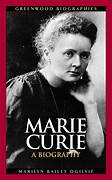 GREENWOOD BIOGRAPHIES
MARIE
CURIE
A BIOGRAPHY
MARILYN BAILEY OGILVIE